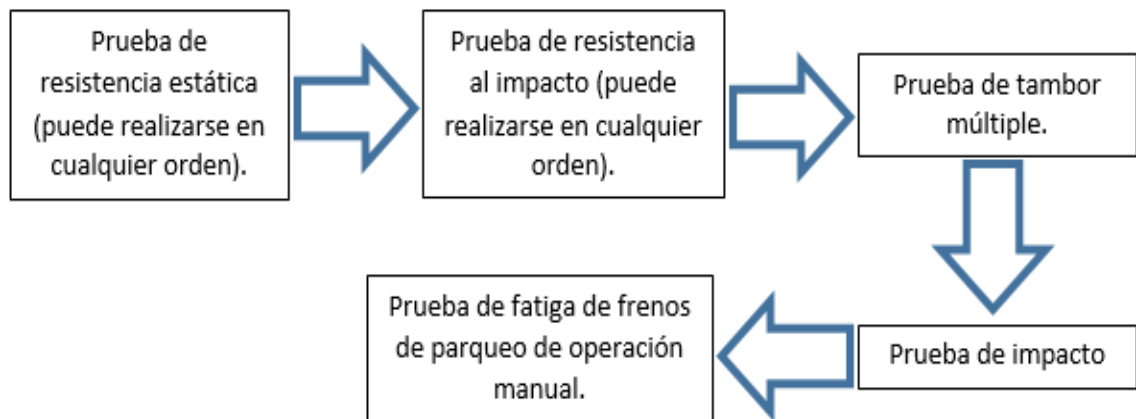 Prueba de
resistencia estática
(puede realizarse en
cualquier orden).
Prueba de resistencia
al impacto (puede
realizarse en cualquier
orden).
Prueba de tambor
múltiple.
Prueba de impacto
Prueba de fatiga de frenos
de parqueo de operación
manual.